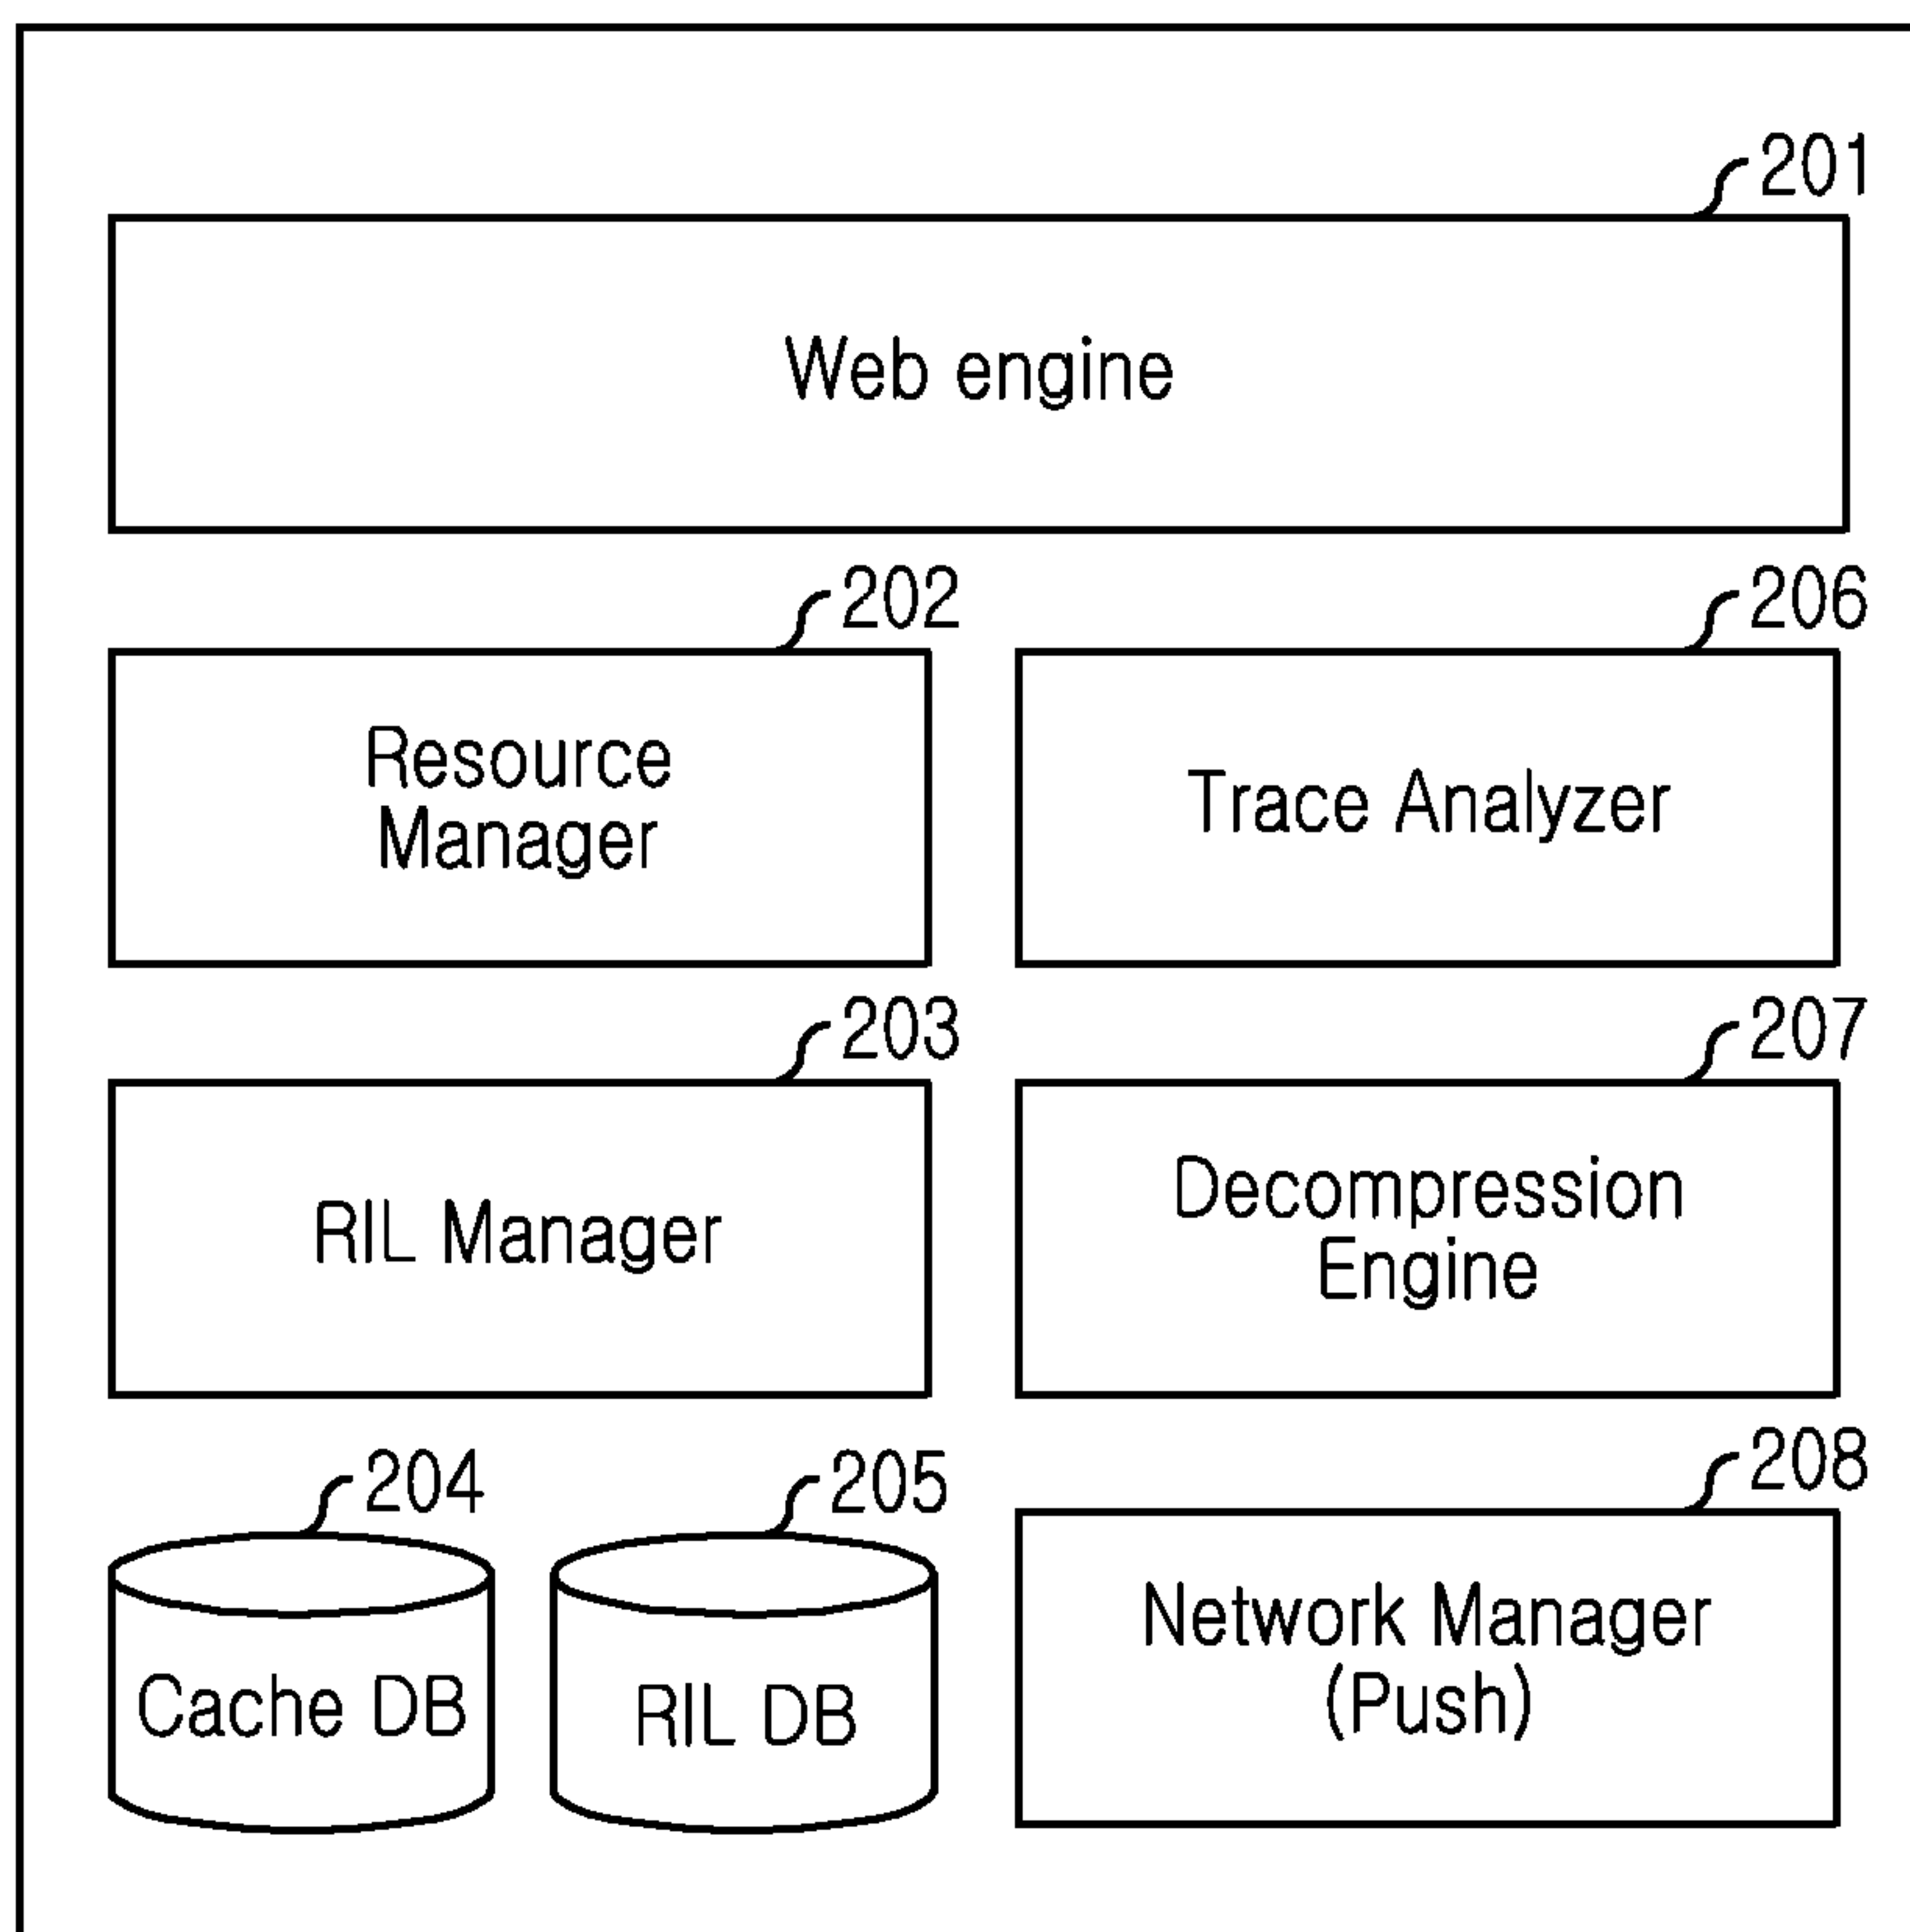 201
Web engine
202
Resource
Manager
206
Trace Analyzer
203
RIL Manager
207
Decompression
Engine
204
Cache DB
205
RIL DB
208
Network Manager
(Push)